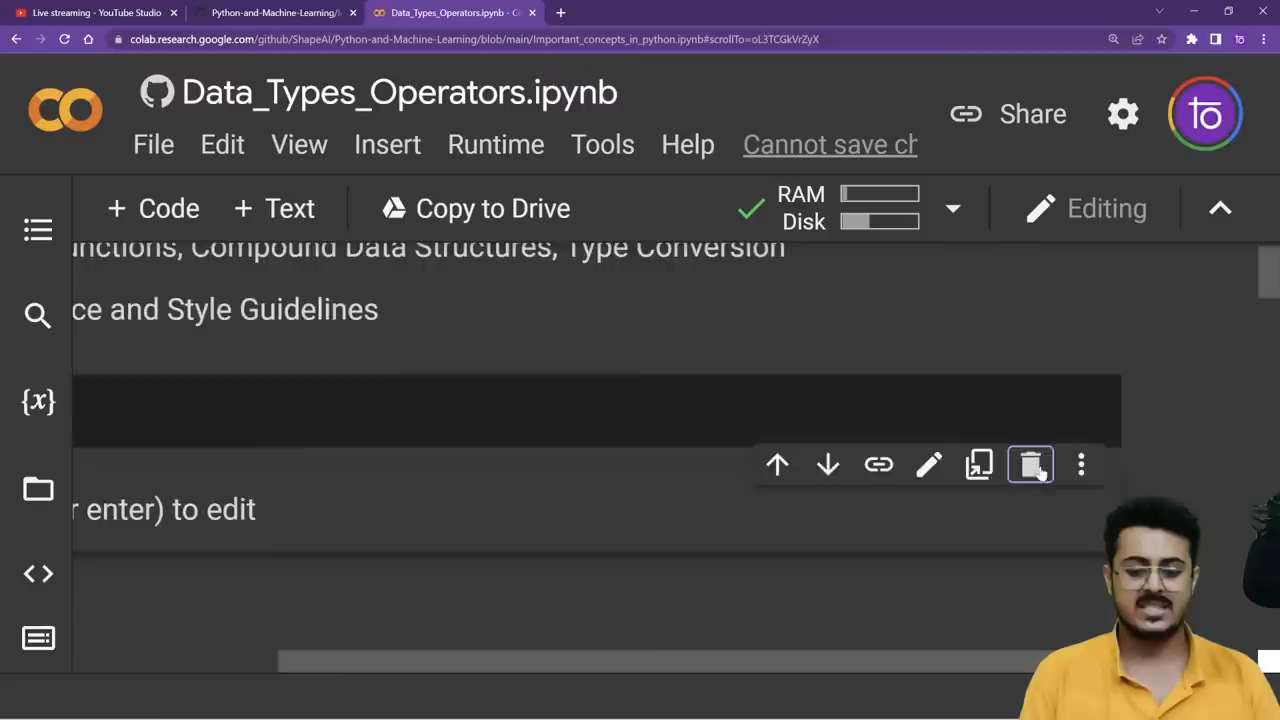 Live streaming - YouTube Studio
Python-and-Machine-Learning/
Data_Types_Operators.ipynb - C
colab.research.google.com/github/ShapeAI/Python-and-Machine-Learning/blob/main/Important_concepts_in_python.ipynb#scrollTo=oL3TCGkVrZyX
Data_Types_Operators.ipynb
Share
File Edit View Insert Runtime Tools Help Cannot save ch
+ Code + Text Copy to Drive
RAM
Disk
Editing
unctions, Compound Data Structures, Type Conversion
ce and Style Guidelines
{x}
r enter) to edit